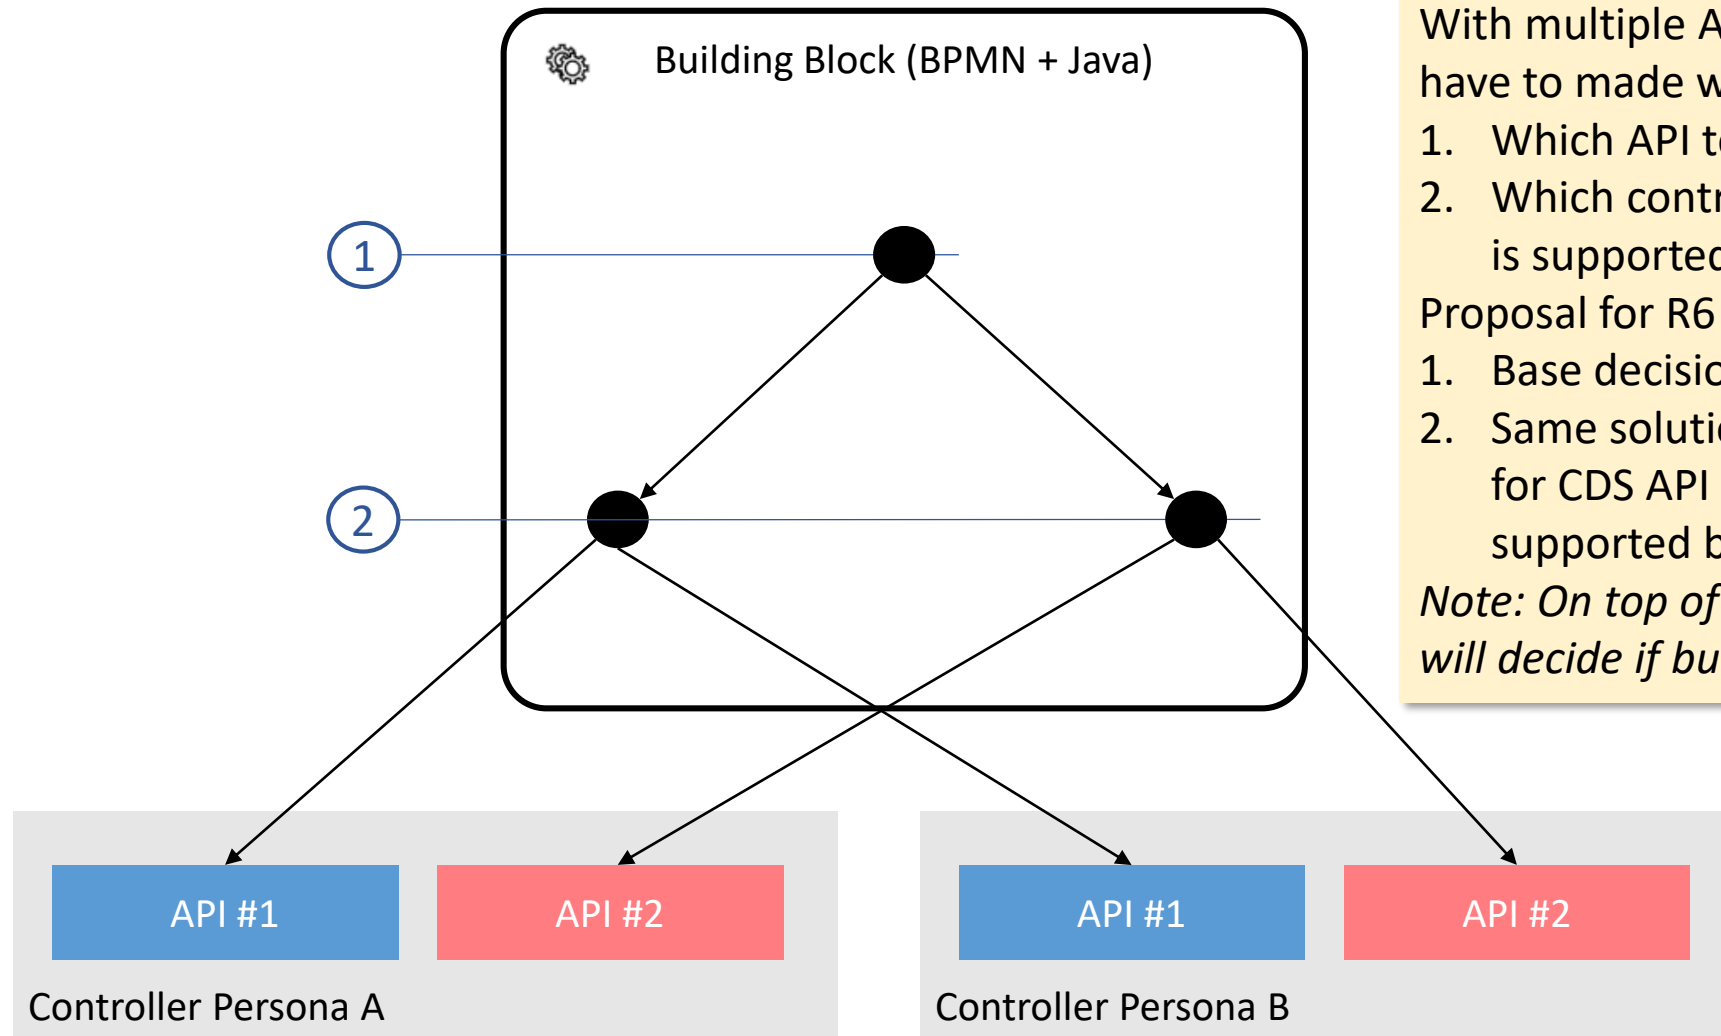 Building Block (BPMN + Java)
1
2
API #1
API #2
Controller Persona A
API #1
API #2
Controller Persona B
With multiple A
have to made w
1. Which API t
2. Which contr
is supported
Proposal for R6
1. Base decisio
2. Same soluti
for CDS API
supported b
Note: On top of
will decide if bu